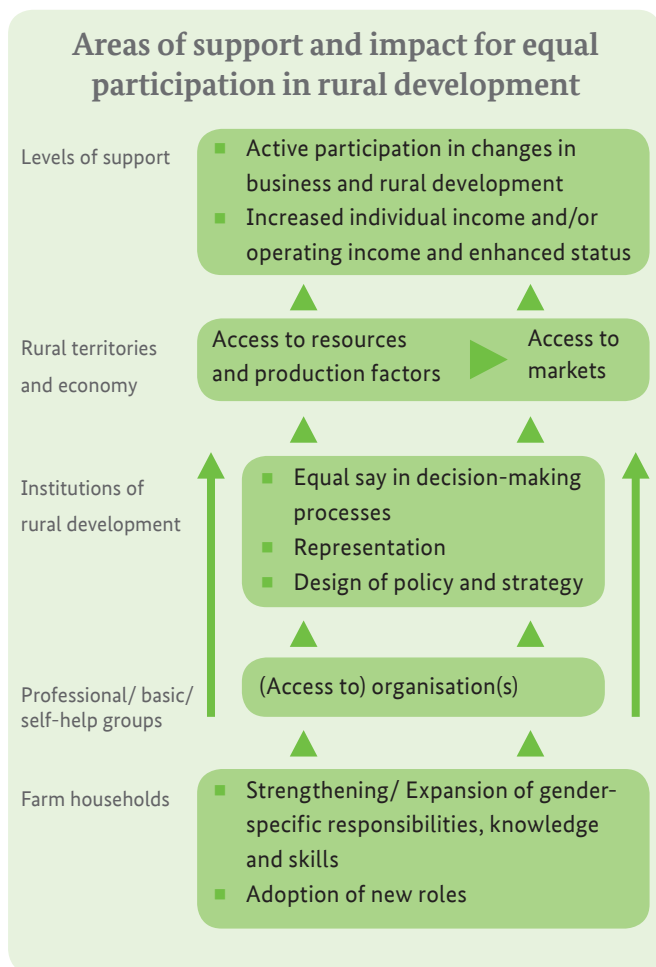 Areas of support and impact for equal
participation in rural development
Levels of support
■ Active participation in changes in
business and rural development
■ Increased individual income and/or
operating income and enhanced status
Rural territories
and economy
Access to resources
and production factors
Access to
markets
Institutions of
rural development
■ Equal say in decision-making
processes
■ Representation
■ Design of policy and strategy
Professional/ basic/
self-help groups
(Access to) organisation(s)
Farm households
■ Strengthening/ Expansion of gender-
specific responsibilities, knowledge
and skills
■ Adoption of new roles